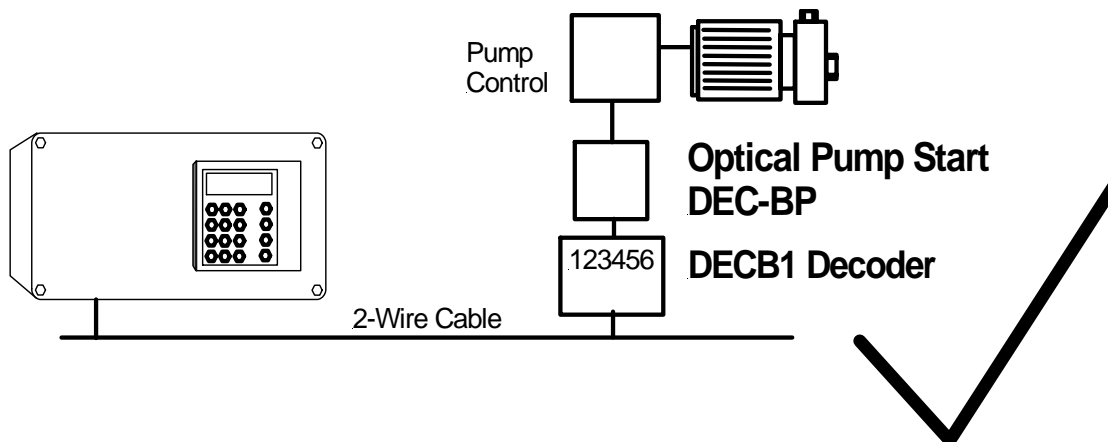 Pump
Control
Optical Pump Start
DEC-BP
123456
DECB1 Decoder
2-Wire Cable